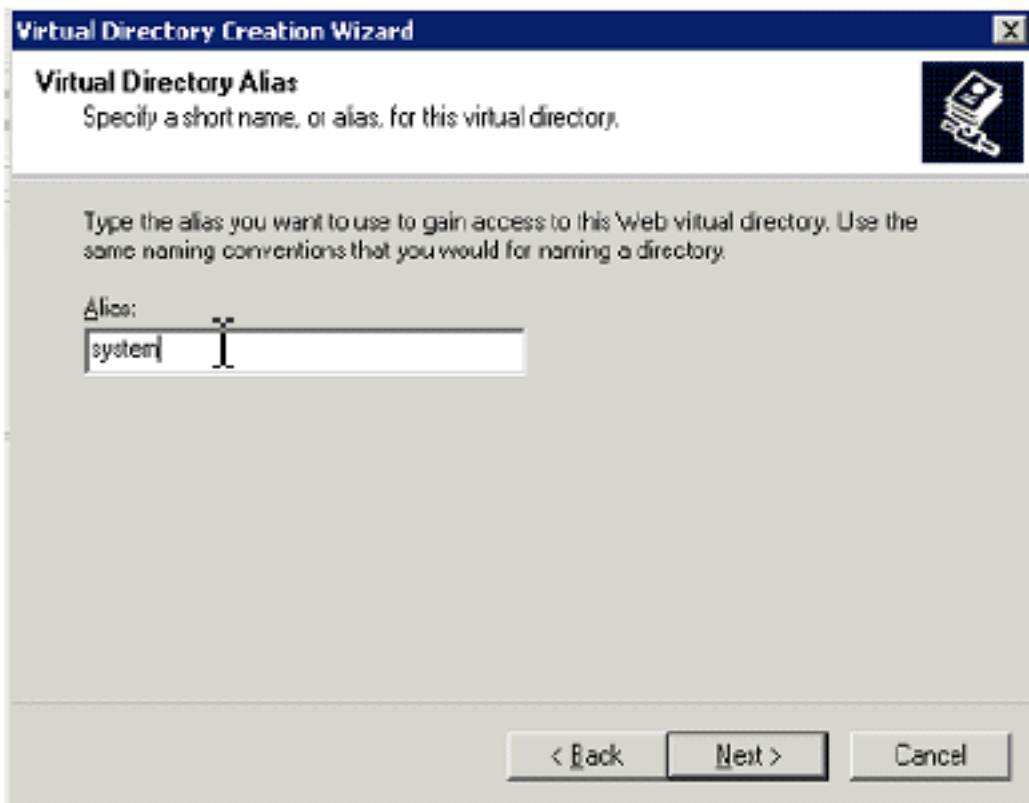 Virtual Directory Creation Wizard
Virtual Directory Alias
Specify a short name, or alias, for this virtual directory.
Type the alias you want to use to gain access to this Web virtual directory. Use the
same naming conventions that you would for naming a directory.
Alias:
system
< Back Next > Cancel